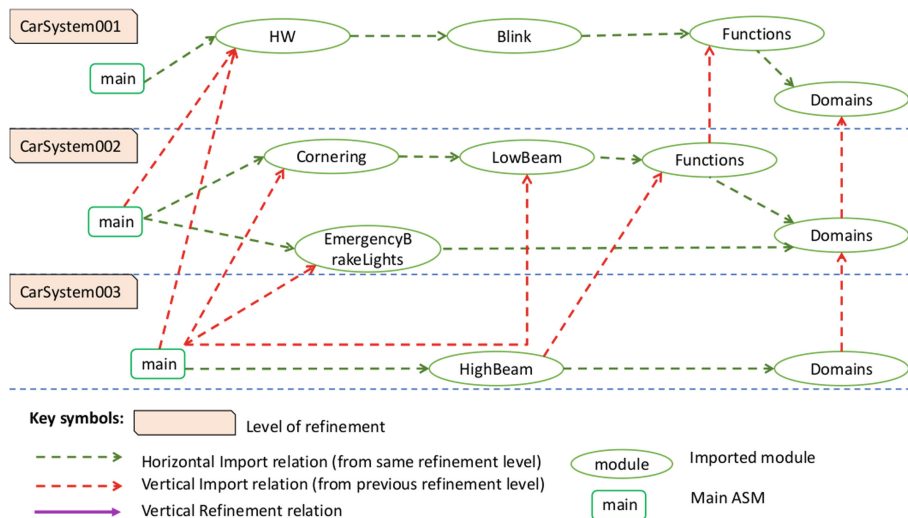 CarSystem001
HW
Blink
Functions
main
Domains
CarSystem002
Cornering
LowBeam
Functions
main
EmergencyB
rakeLights
Domains
CarSystem003
main
HighBeam
Domains
Key symbols:
Level of refinement
Horizontal Import relation (from same refinement level)
module
Imported module
Vertical Import relation (from previous refinement level)
main
Main ASM
Vertical Refinement relation